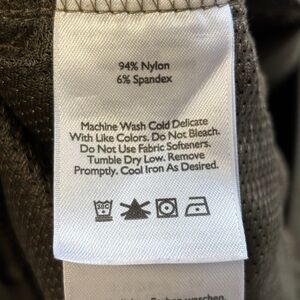 94% Nylon
6% Spandex
Machine Wash Cold Delicate
With Like Colors. Do Not Bleach.
Do Not Use Fabric Softeners.
Tumble Dry Low. Remove
Promptly. Cool Iron As Desired.
waschen